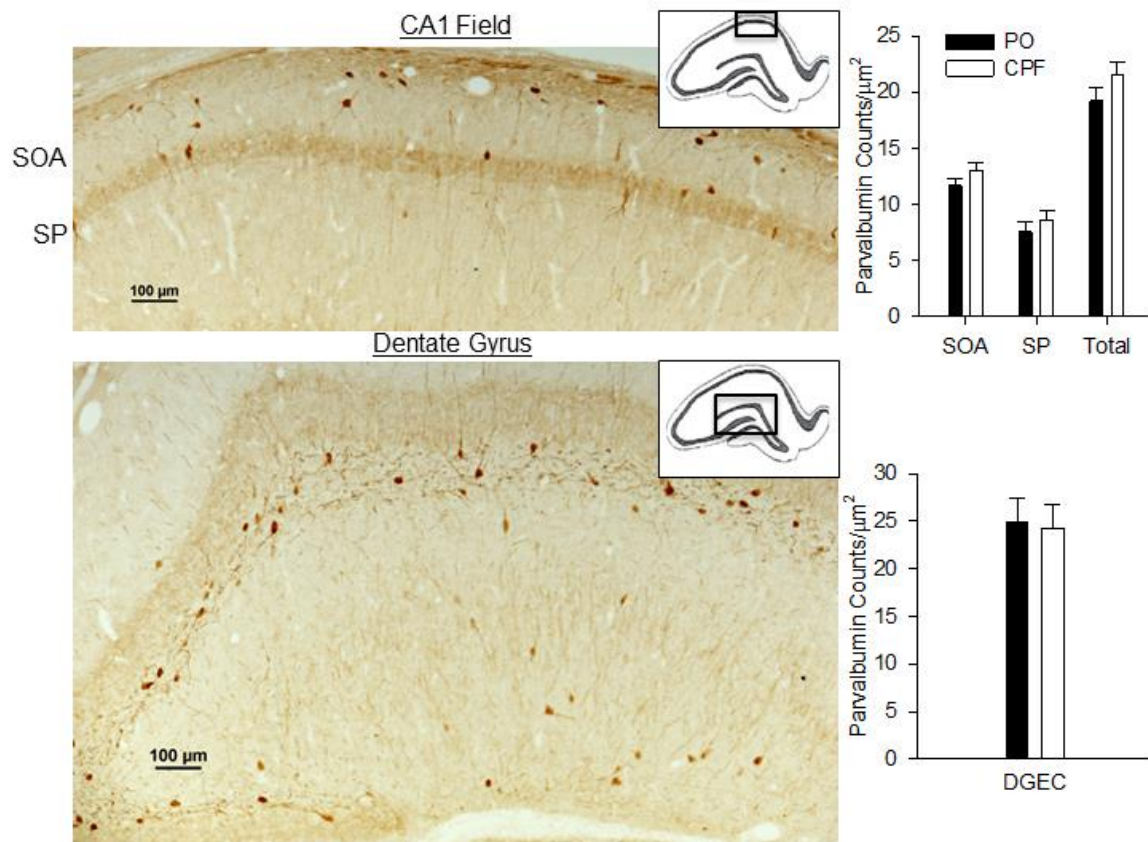 CA1 Field
SOA
SP
100 µm
Parvalbumin Counts/µm²
25
20
15
10
5
0
PO
CPF
SOA SP Total
Dentate Gyrus
100 µm
Parvalbumin Counts/µm²
30
25
20
15
10
5
0
DGEC